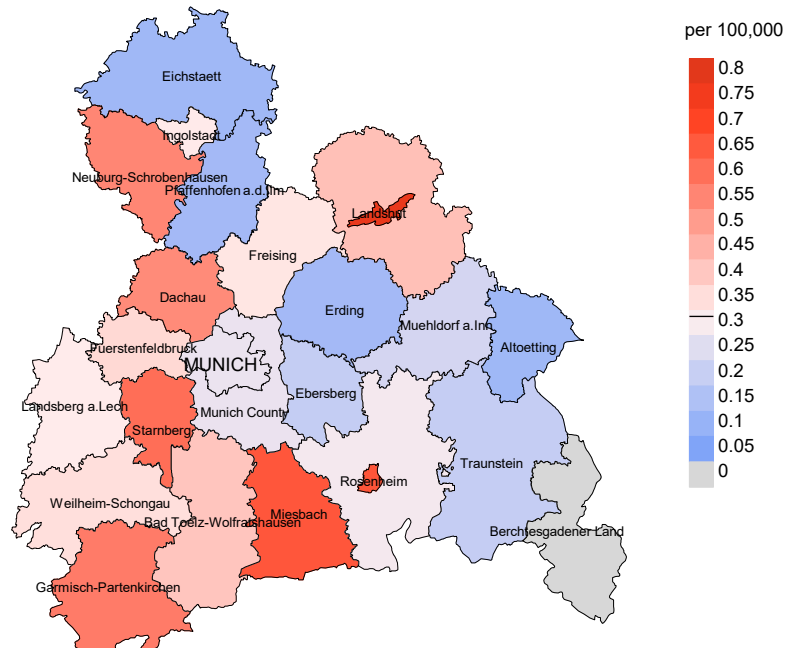 per 100,000
0.8
0.75
0.7
0.65
0.6
0.55
0.5
0.45
0.4
0.35
0.3
0.25
0.2
0.15
0.1
0.05
0
Eichstaett
Ingolstadt
Neuburg-Schrobenhausen
Pfaffenhofen a.d.Ilm
Landshut
Freising
Dachau
Erding
Muehldorf a.Inn
Altoetting
Fuerstenfeldbruck
MUNICH
Ebersberg
Landsberg a.Lech
Munich County
Starnberg
Traunstein
Rosenheim
Weilheim-Schongau
Miesbach
Bad Toelz-Wolfratshausen
Berchtesgadener Land
Garmisch-Partenkirchen